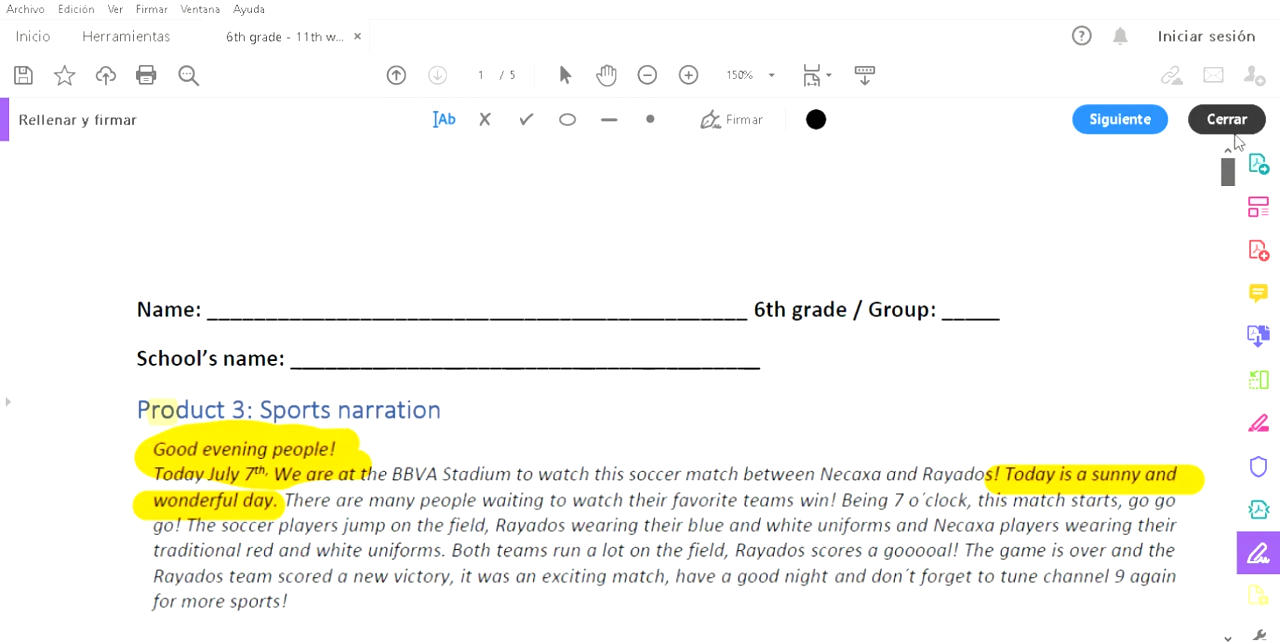 Archivo Edición Ver Firmar Ventana Ayuda
Inicio Herramientas 6th grade - 11th w... × Iniciar sesión
1 / 5 150%
Rellenar y firmar Ab Firmar Siguiente Cerrar
Name: ______________________________________________ 6th grade / Group: _____
School’s name: ________________________________________
Product 3: Sports narration
Good evening people!
Today July 7th, We are at the BBVA Stadium to watch this soccer match between Necaxa and Rayados! Today is a sunny and
wonderful day. There are many people waiting to watch their favorite teams win! Being 7 o´clock, this match starts, go go
go! The soccer players jump on the field, Rayados wearing their blue and white uniforms and Necaxa players wearing their
traditional red and white uniforms. Both teams run a lot on the field, Rayados scores a gooooal! The game is over and the
Rayados team scored a new victory, it was an exciting match, have a good night and don´t forget to tune channel 9 again
for more sports!